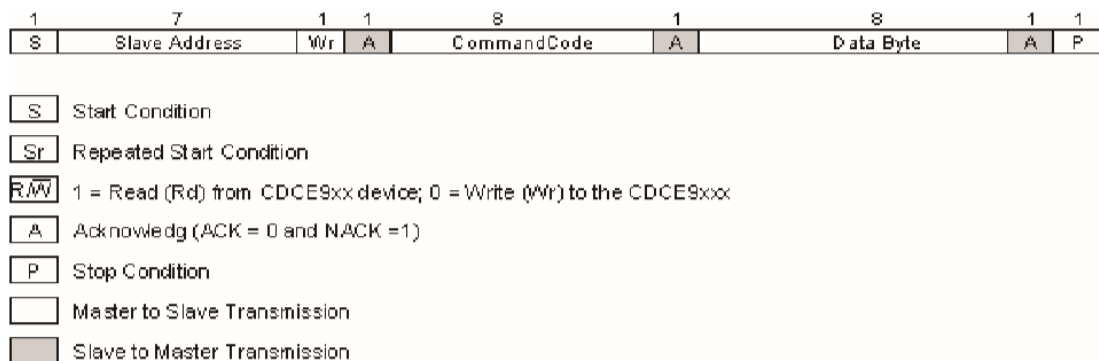 1 7 1 1 8 1 8 1 1
S Slave Address Wr A CommandCode A Data Byte A P
S Start Condition
Sr Repeated Start Condition
R/W̅ 1 = Read (Rd) from CDCE9xx device; 0 = Write (Wr) to the CDCE9xxx
A Acknowledg (ACK = 0 and NACK =1)
P Stop Condition
Master to Slave Transmission
Slave to Master Transmission